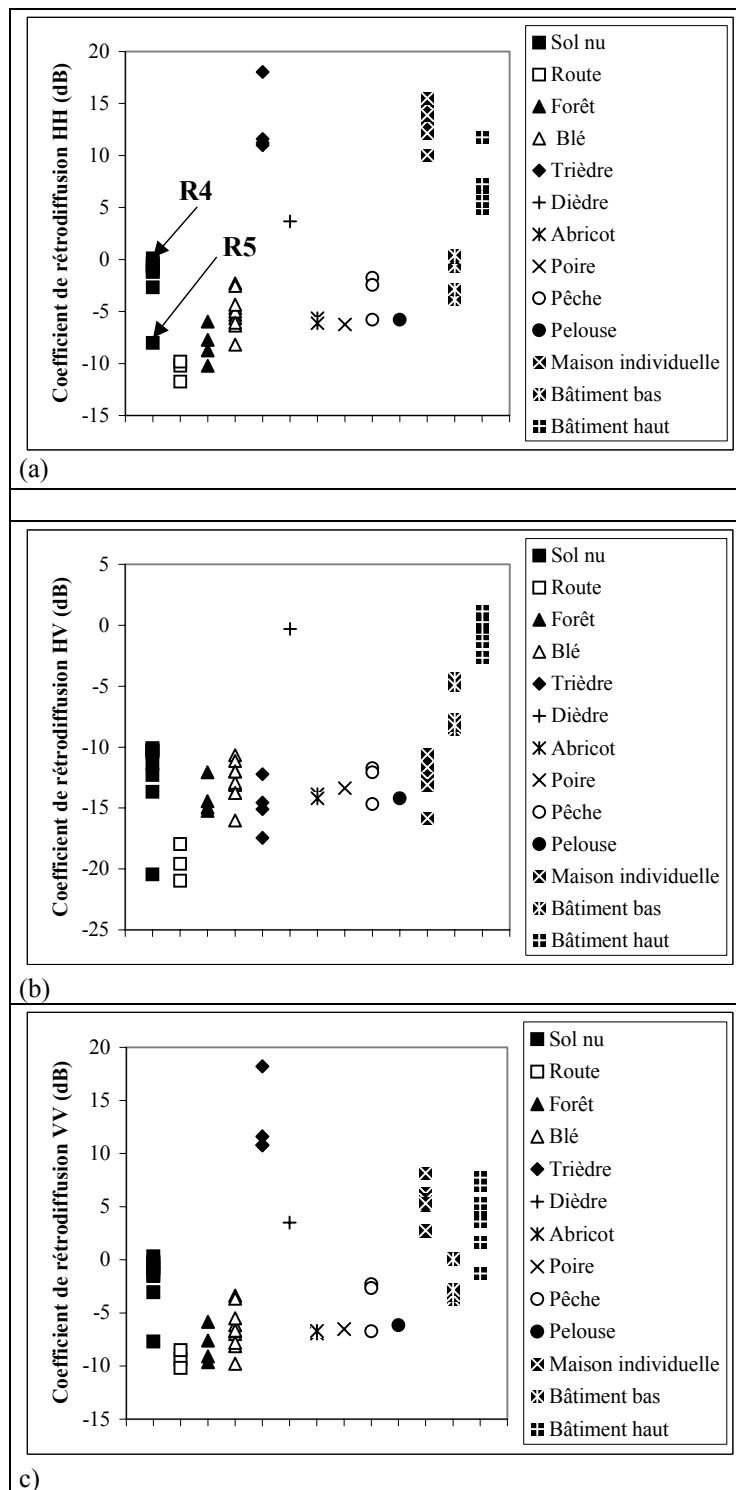 Coefficient de rétrodiffusion HH (dB)
20
15
10
5
0
-5
-10
-15
R4
R5
Sol nu
Route
Forêt
Blé
Trièdre
Dièdre
Abricot
Poire
Pêche
Pelouse
Maison individuelle
Bâtiment bas
Bâtiment haut
(a)
Coefficient de rétrodiffusion HV (dB)
5
0
-5
-10
-15
-20
-25
Sol nu
Route
Forêt
Blé
Trièdre
Dièdre
Abricot
Poire
Pêche
Pelouse
Maison individuelle
Bâtiment bas
Bâtiment haut
(b)
Coefficient de rétrodiffusion VV (dB)
20
15
10
5
0
-5
-10
-15
Sol nu
Route
Forêt
Blé
Trièdre
Dièdre
Abricot
Poire
Pêche
Pelouse
Maison individuelle
Bâtiment bas
Bâtiment haut
c)